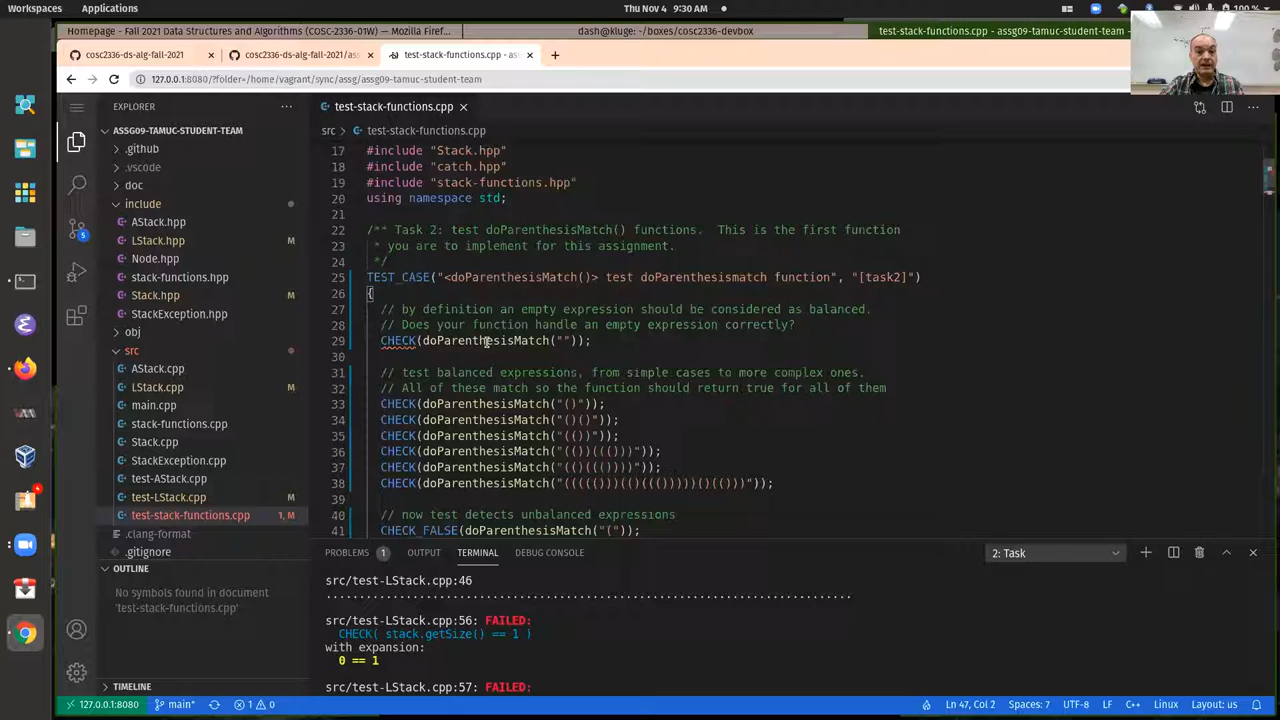 Workspaces Applications Thu Nov 4 9:30 AM 100 %
Homepage - Fall 2021 Data Structures and Algorithms (COSC-2336-01W) — Mozilla Firef... dash@kluge: ~/boxes/cosc2336-devbox test-stack-functions.cpp - assg09-tamuc-student-team
cosc2336-ds-alg-fall-2021 × cosc2336-ds-alg-fall-2021/ass × test-stack-functions.cpp - ass × +
127.0.0.1:8080/?folder=/home/vagrant/sync/assg/assg09-tamuc-student-team
EXPLORER ... test-stack-functions.cpp ×
ASSG09-TAMUC-STUDENT-TEAM src > test-stack-functions.cpp
.github
.vscode
doc
include
AStack.hpp
LStack.hpp M
Node.hpp
stack-functions.hpp
Stack.hpp M
StackException.hpp
obj
src
AStack.cpp
LStack.cpp M
main.cpp
stack-functions.cpp
Stack.cpp
StackException.cpp
test-AStack.cpp
test-LStack.cpp M
test-stack-functions.cpp 1, M
.clang-format
.gitignore
OUTLINE
No symbols found in document
'test-stack-functions.cpp'
TIMELINE
5
4
17 #include "Stack.hpp"
18 #include "catch.hpp"
19 #include "stack-functions.hpp"
20 using namespace std;
21
22 /** Task 2: test doParenthesisMatch() functions.  This is the first function
23  * you are to implement for this assignment.
24  */
25 TEST_CASE("<doParenthesisMatch()> test doParenthesismatch function", "[task2]")
26 {
27   // by definition an empty expression should be considered as balanced.
28   // Does your function handle an empty expression correctly?
29   CHECK(doParenthesisMatch(""));
30
31   // test balanced expressions, from simple cases to more complex ones.
32   // All of these match so the function should return true for all of them
33   CHECK(doParenthesisMatch("()"));
34   CHECK(doParenthesisMatch("()()"));
35   CHECK(doParenthesisMatch("(())"));
36   CHECK(doParenthesisMatch("(())((()))"));
37   CHECK(doParenthesisMatch("(()((())))"));
38   CHECK(doParenthesisMatch("((((()))(()((()))))()(()))"));
39
40   // now test detects unbalanced expressions
41   CHECK_FALSE(doParenthesisMatch("("));
PROBLEMS 1 OUTPUT TERMINAL DEBUG CONSOLE 2: Task
src/test-LStack.cpp:46
...............................................................................
src/test-LStack.cpp:56: FAILED:
  CHECK( stack.getSize() == 1 )
with expansion:
  0 == 1
src/test-LStack.cpp:57: FAILED:
127.0.0.1:8080 main* 1 0 Ln 47, Col 2 Spaces: 7 UTF-8 LF C++ Linux Layout: us